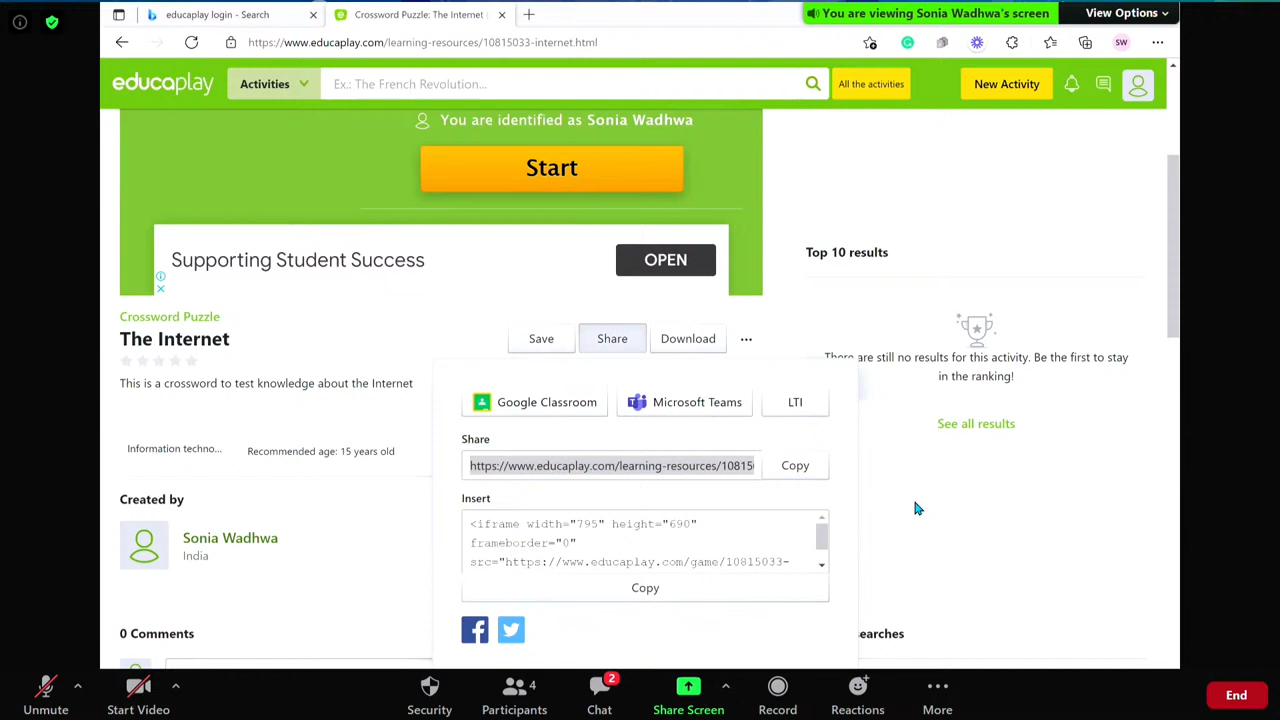 educaplay login - Search
Crossword Puzzle: The Internet (
You are viewing Sonia Wadhwa's screen
View Options
https://www.educaplay.com/learning-resources/10815033-internet.html
SW
educaplay
Activities
Ex.: The French Revolution...
All the activities
New Activity
You are identified as Sonia Wadhwa
Start
Supporting Student Success
OPEN
Top 10 results
Crossword Puzzle
The Internet
Save
Share
Download
There are still no results for this activity. Be the first to stay
in the ranking!
This is a crossword to test knowledge about the Internet
Google Classroom
Microsoft Teams
LTI
See all results
Share
Information techno...
Recommended age: 15 years old
https://www.educaplay.com/learning-resources/10815
Copy
Created by
Insert
<iframe width="795" height="690"
frameborder="0"
src="https://www.educaplay.com/game/10815033-
Sonia Wadhwa
India
Copy
0 Comments
earches
Unmute
Start Video
Security
4
Participants
2
Chat
Share Screen
Record
Reactions
More
End